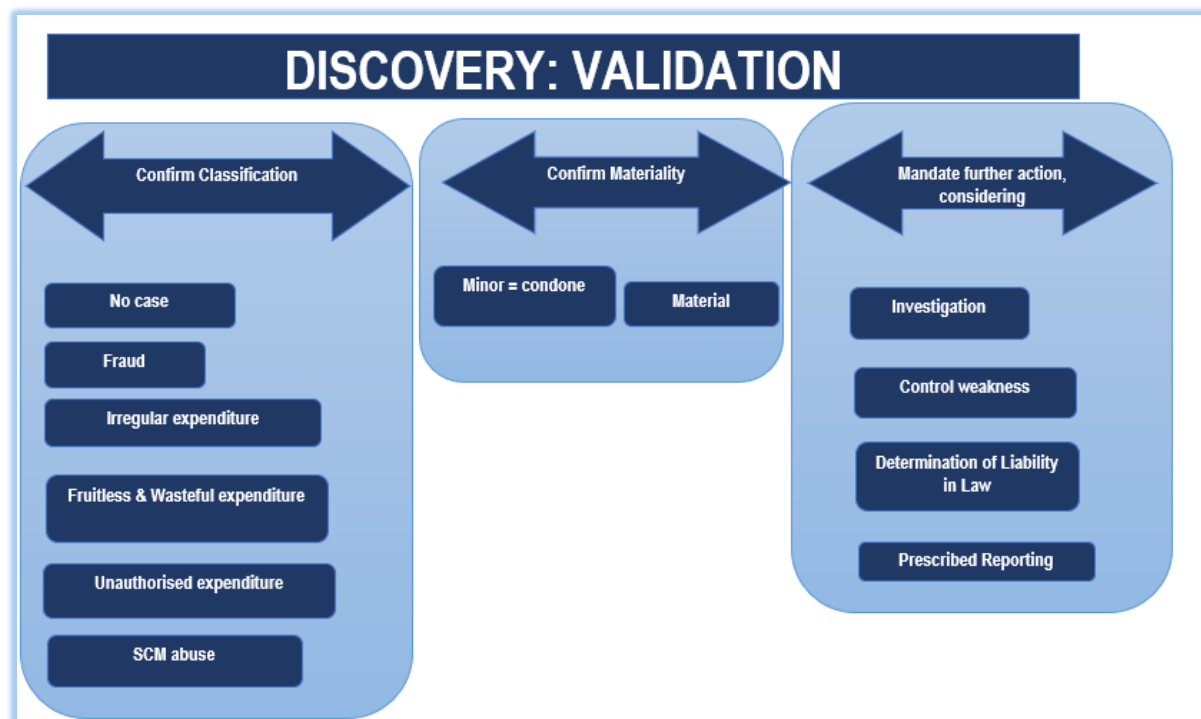 DISCOVERY: VALIDATION
Confirm Classification
No case
Fraud
Irregular expenditure
Fruitless & Wasteful expenditure
Unauthorised expenditure
SCM abuse
Confirm Materiality
Minor = condone
Material
Mandate further action,
considering
Investigation
Control weakness
Determination of Liability
in Law
Prescribed Reporting